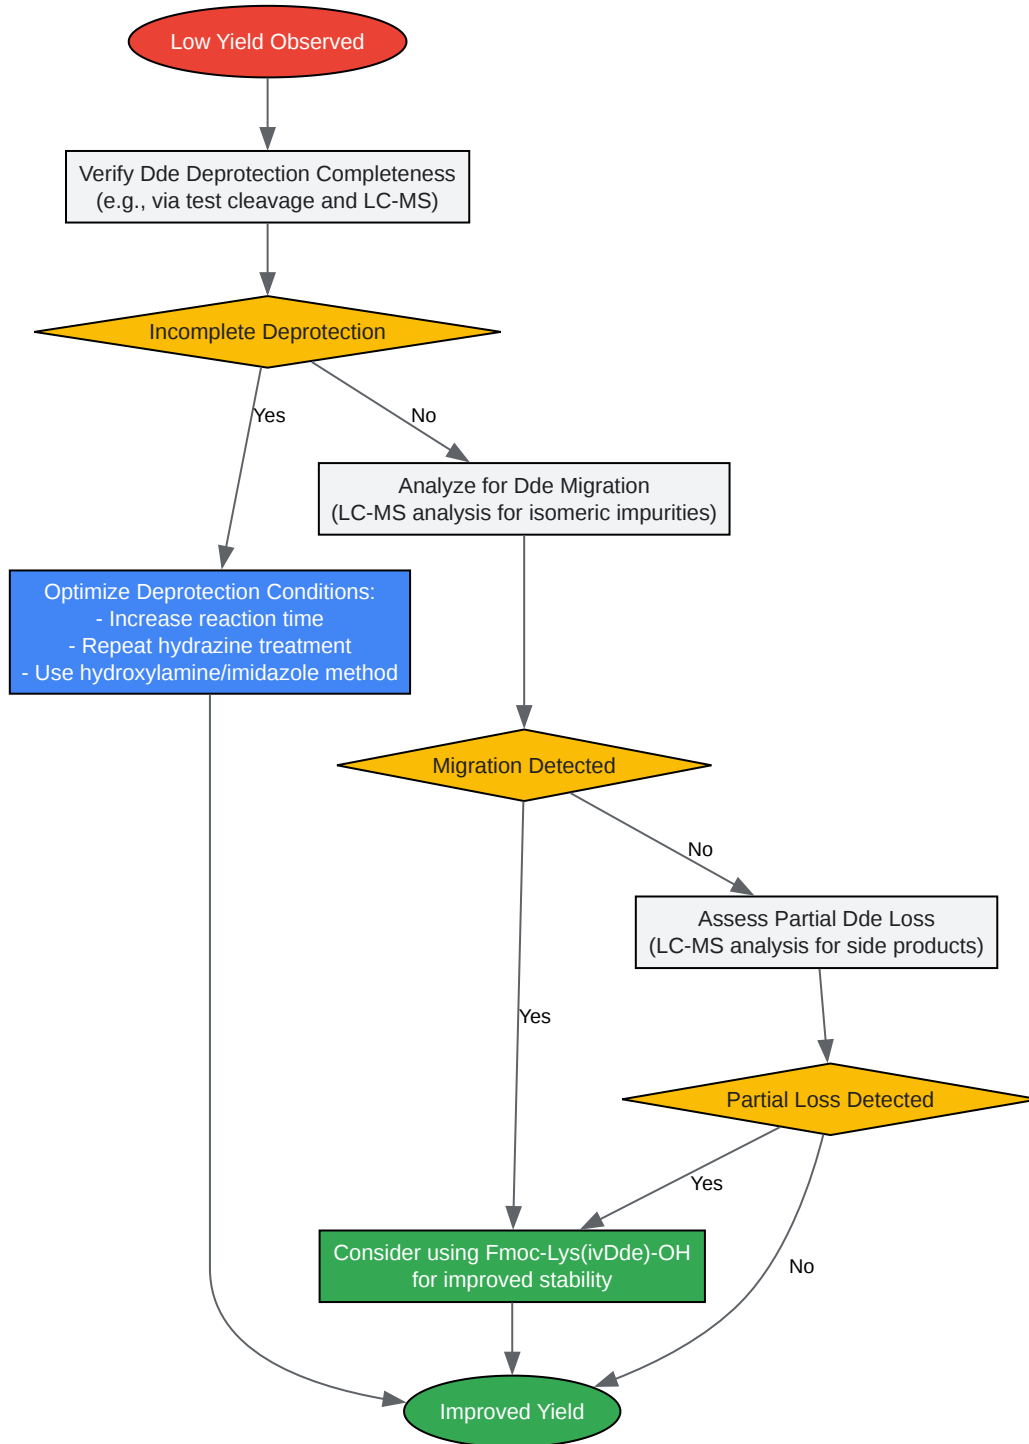 Low Yield Observed
Verify Dde Deprotection Completeness
(e.g., via test cleavage and LC-MS)
Incomplete Deprotection
Yes
No
Analyze for Dde Migration
(LC-MS analysis for isomeric impurities)
Optimize Deprotection Conditions:
- Increase reaction time
- Repeat hydrazine treatment
- Use hydroxylamine/imidazole method
Migration Detected
No
Assess Partial Dde Loss
(LC-MS analysis for side products)
Yes
Partial Loss Detected
Yes
Consider using Fmoc-Lys(ivDde)-OH
for improved stability
No
Improved Yield